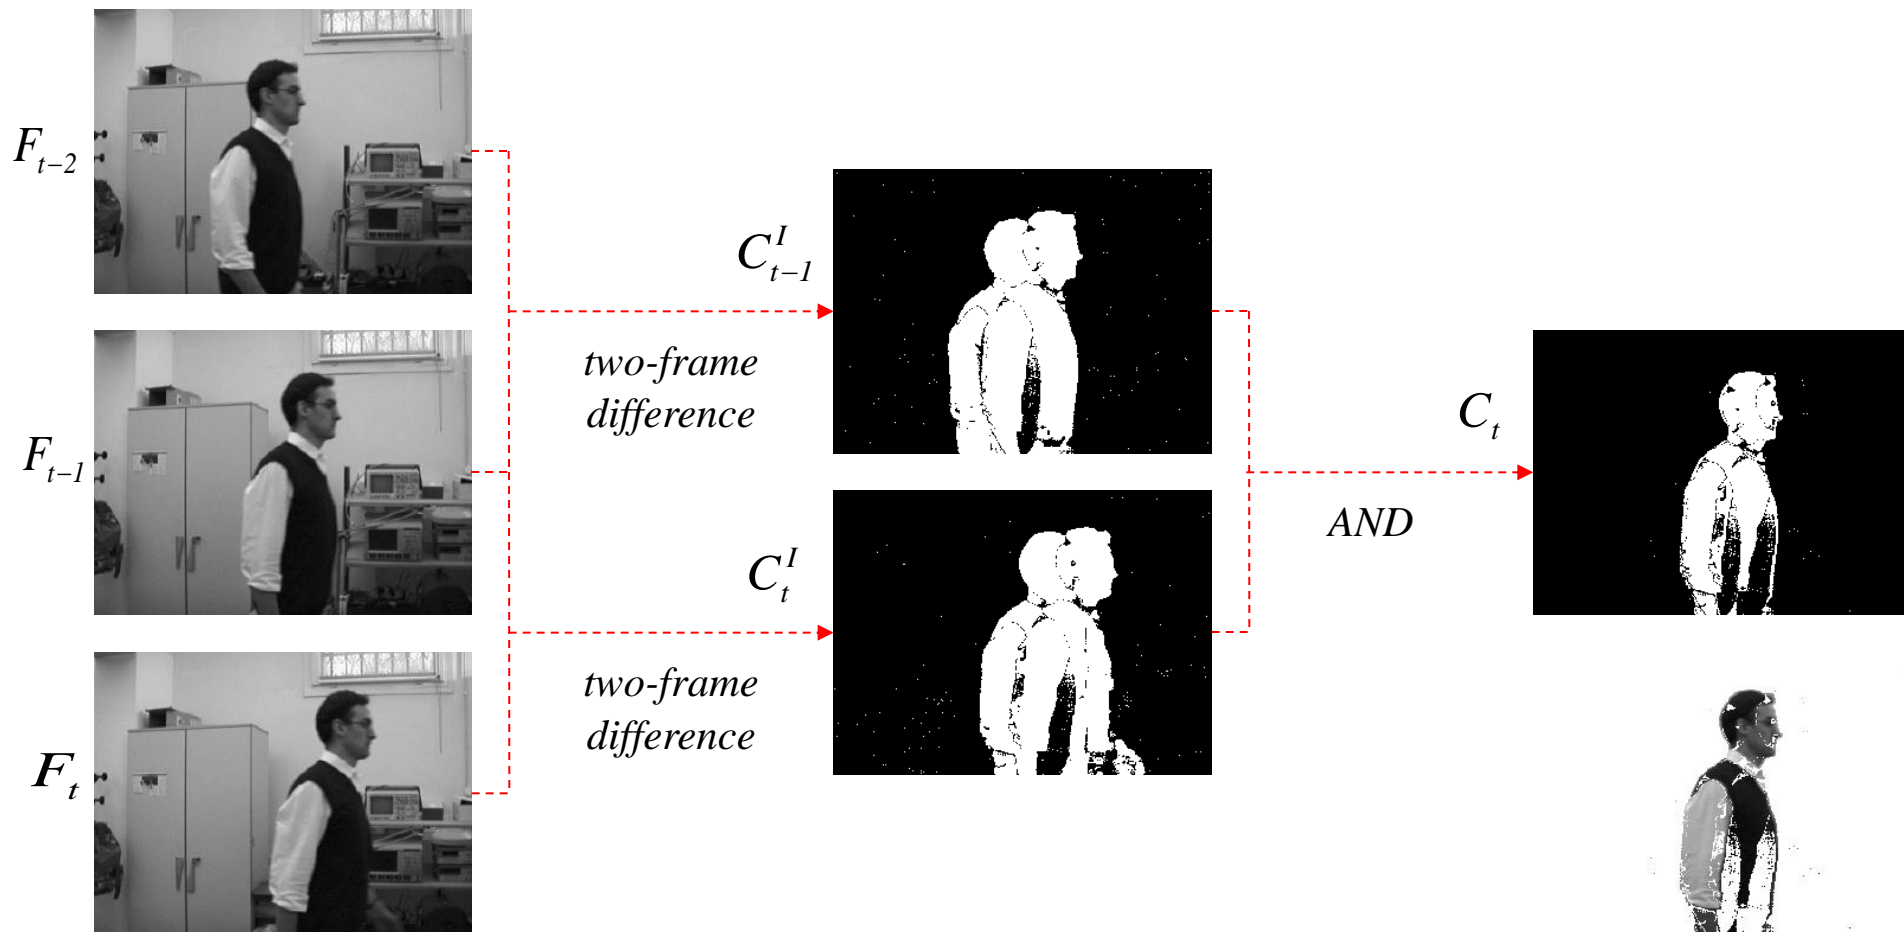 F_{t-2}
C^I_{t-1}
two-frame
difference
F_{t-1}
C_t
AND
C^I_t
two-frame
difference
F_t